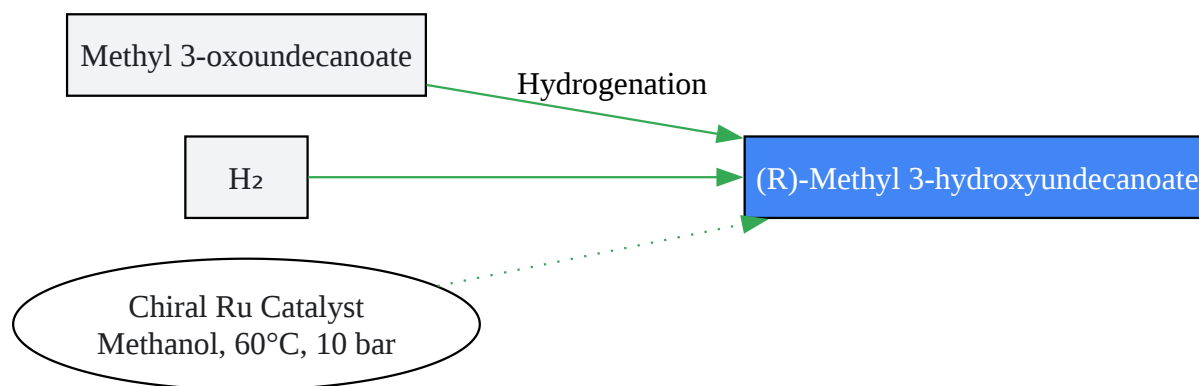 Methyl 3-oxoundecanoate
Hydrogenation
H₂
(R)-Methyl 3-hydroxyundecanoate
Chiral Ru Catalyst
Methanol, 60°C, 10 bar